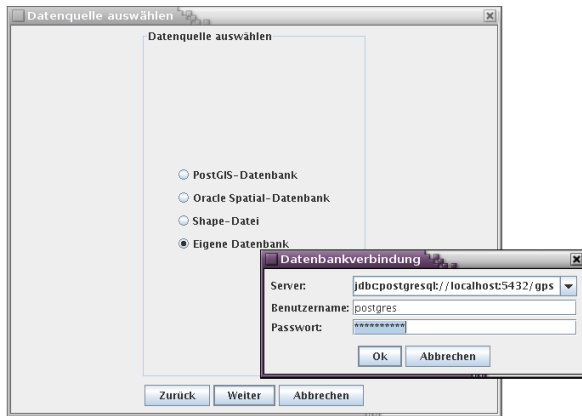 Datenquelle auswählen
Datenquelle auswählen
PostGIS-Datenbank
Oracle Spatial-Datenbank
Shape-Datei
Eigene Datenbank
Datenbankverbindung
Server: jdbc:postgresql://localhost:5432/gps
Benutzername: postgres
Passwort: **********
Ok Abbrechen
Zurück Weiter Abbrechen